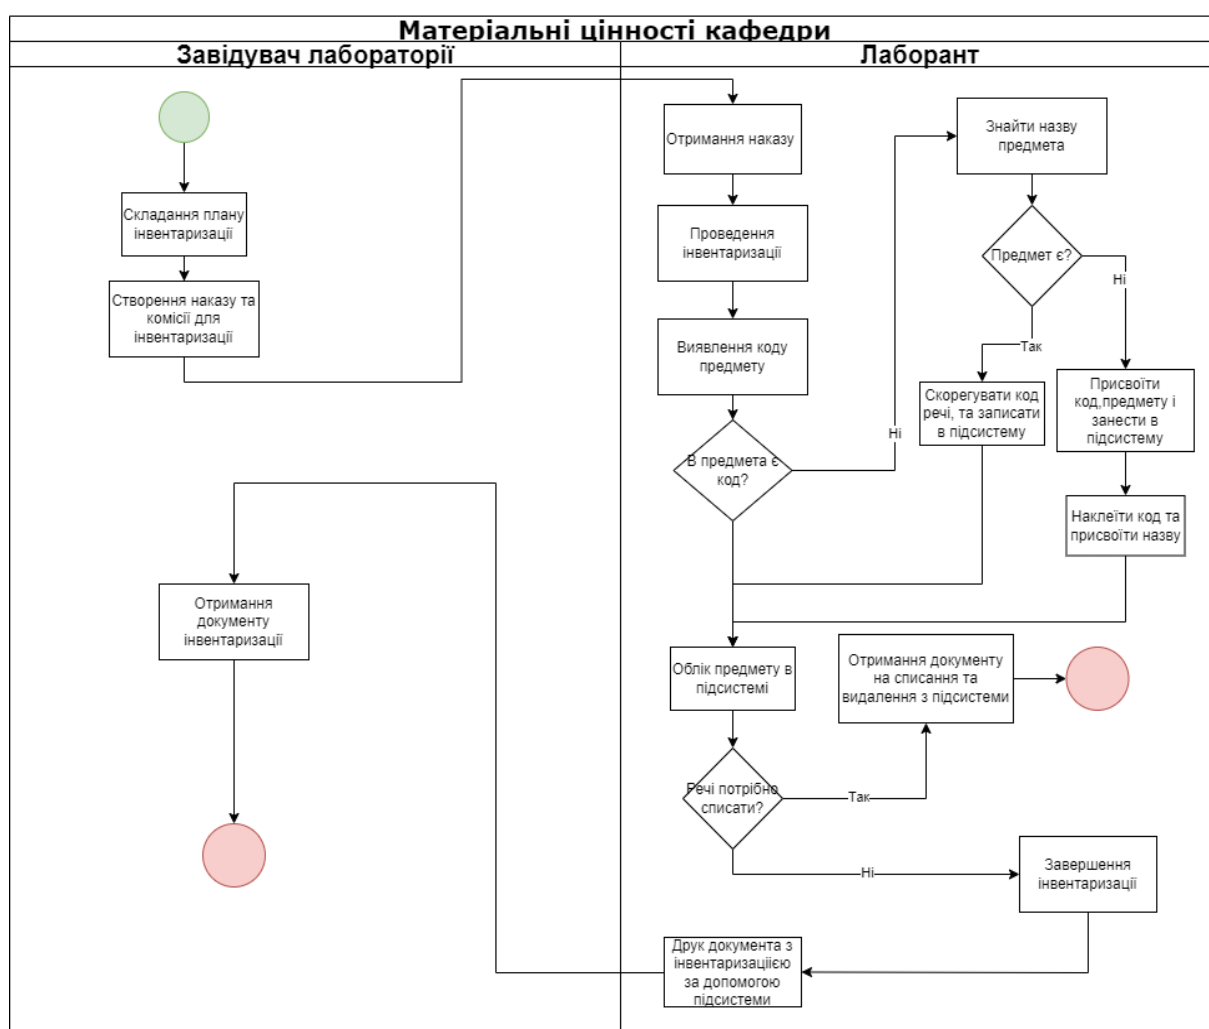 Матеріальні цінності кафедри
Завідувач лабораторії
Лаборант
Складання плану
інвентаризації
Створення наказу та
комісії для
інвентаризації
Отримання
документу
інвентаризації
Отримання наказу
Проведення
інвентаризації
Виявлення коду
предмету
В предмета є
код?
Ні
Знайти назву
предмета
Предмет є?
Ні
Так
Скорегувати код
речі, та записати
в підсистему
Присвоїти
код,предмету і
занести в
підсистему
Наклеїти код та
присвоїти назву
Облік предмету в
підсистемі
Отримання документу
на списання та
видалення з підсистеми
Речі потрібно
списати?
Так
Ні
Завершення
інвентаризації
Друк документа з
інвентаризаціією
за допомогою
підсистеми